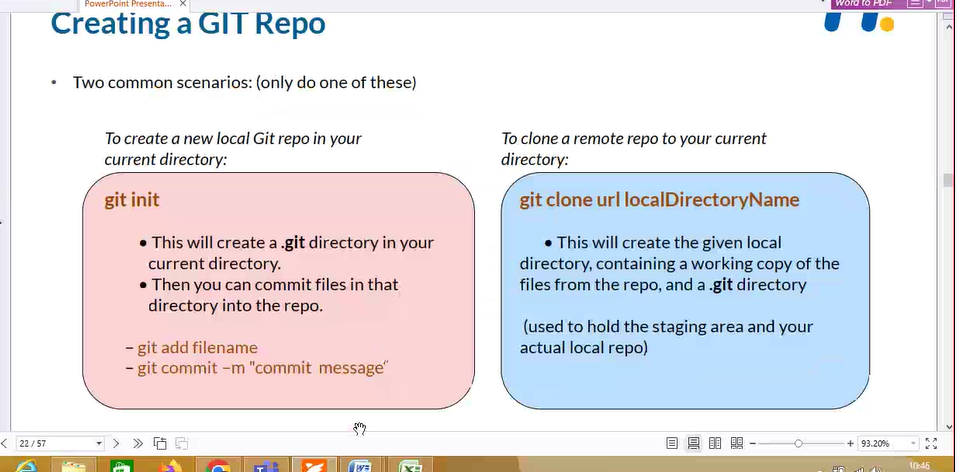 PowerPoint Presenta...
Word to PDF
Creating a GIT Repo
• Two common scenarios: (only do one of these)
To create a new local Git repo in your
current directory:
git init
• This will create a .git directory in your
current directory.
• Then you can commit files in that
directory into the repo.
– git add filename
– git commit –m "commit message“
To clone a remote repo to your current
directory:
git clone url localDirectoryName
• This will create the given local
directory, containing a working copy of the
files from the repo, and a .git directory
(used to hold the staging area and your
actual local repo)
22 / 57
93.20%
10:46